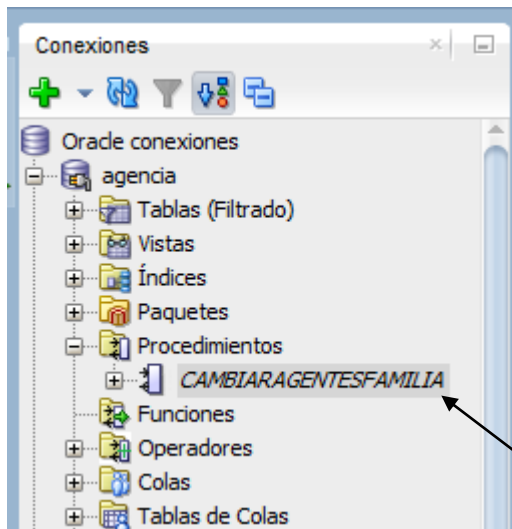 Conexiones
Oracle conexiones
agencia
Tablas (Filtrado)
Vistas
Índices
Paquetes
Procedimientos
CAMBIARAGENTESFAMILIA
Funciones
Operadores
Colas
Tablas de Colas